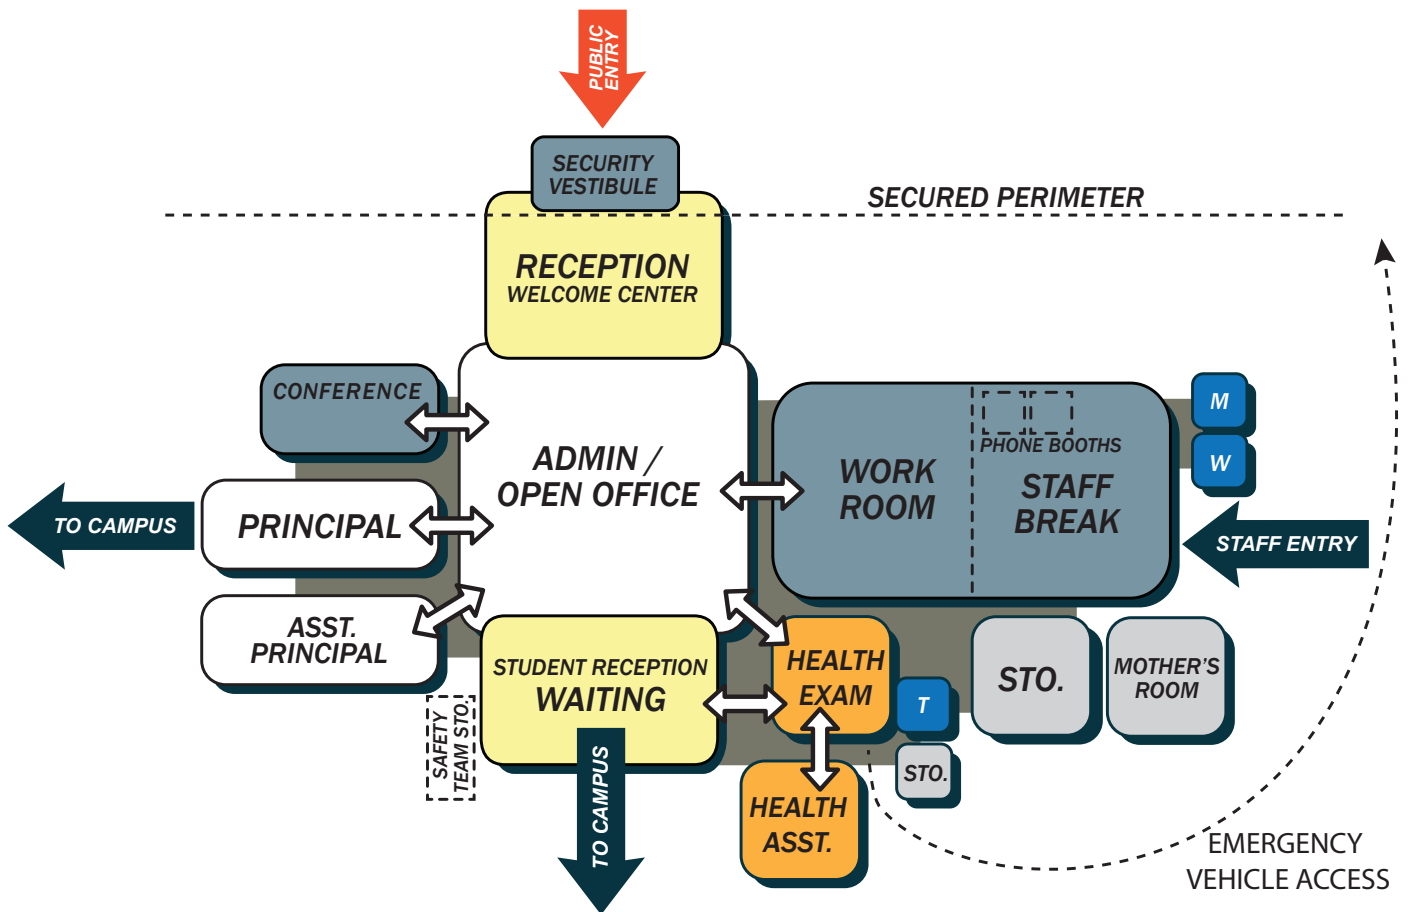 PUBLIC
ENTRY
SECURITY
VESTIBULE
SECURED PERIMETER
RECEPTION
WELCOME CENTER
CONFERENCE
ADMIN /
OPEN OFFICE
PHONE BOOTHS
WORK
ROOM
STAFF
BREAK
M
W
TO CAMPUS
PRINCIPAL
STAFF ENTRY
ASST.
PRINCIPAL
STUDENT RECEPTION
WAITING
HEALTH
EXAM
T
STO.
MOTHER'S
ROOM
SAFETY
TEAM STO.
STO.
TO CAMPUS
HEALTH
ASST.
EMERGENCY
VEHICLE ACCESS